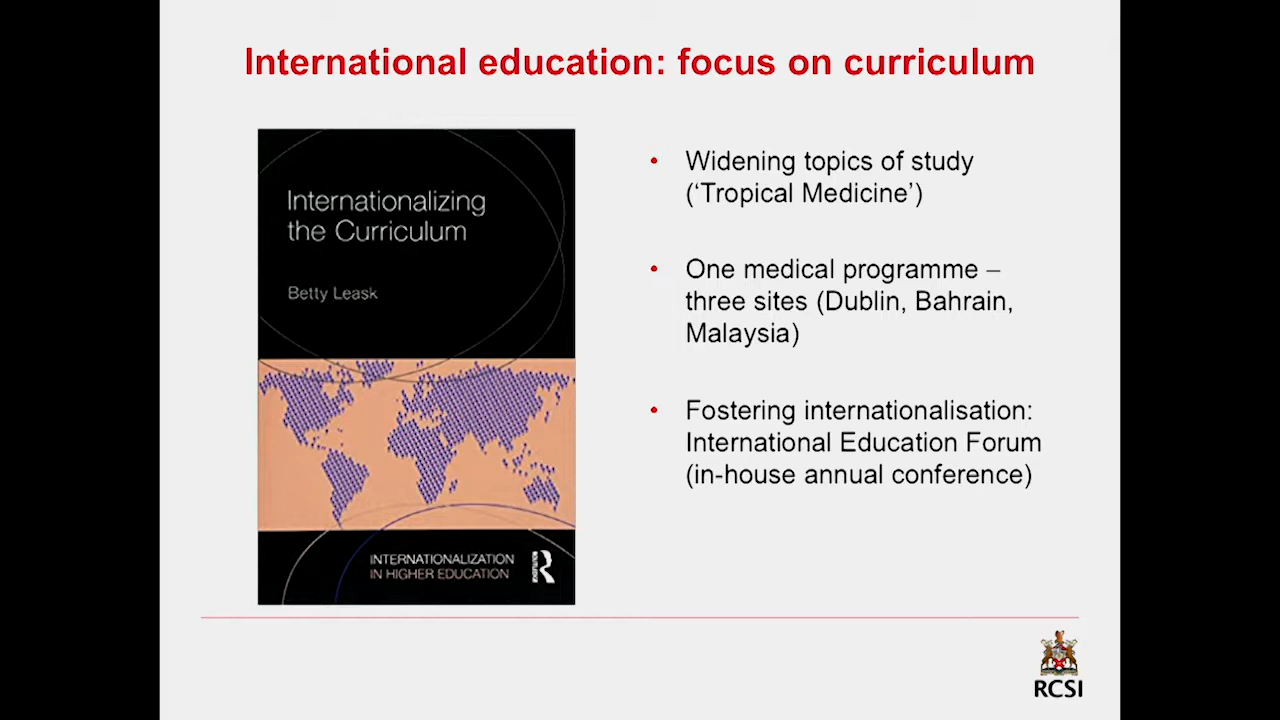 International education: focus on curriculum
Internationalizing
the Curriculum
Betty Leask
INTERNATIONALIZATION
IN HIGHER EDUCATION
ROUTLEDGE
• Widening topics of study
(‘Tropical Medicine’)
• One medical programme –
three sites (Dublin, Bahrain,
Malaysia)
• Fostering internationalisation:
International Education Forum
(in-house annual conference)
RCSI